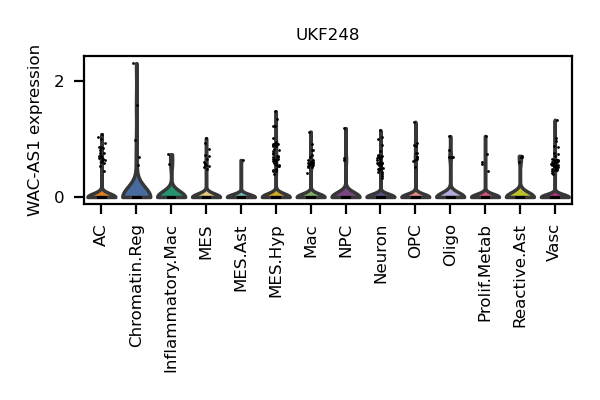 UKF248
WAC-AS1 expression
2
0
AC
Chromatin.Reg
Inflammatory.Mac
MES
MES.Ast
MES.Hyp
Mac
NPC
Neuron
OPC
Oligo
Prolif.Metab
Reactive.Ast
Vasc